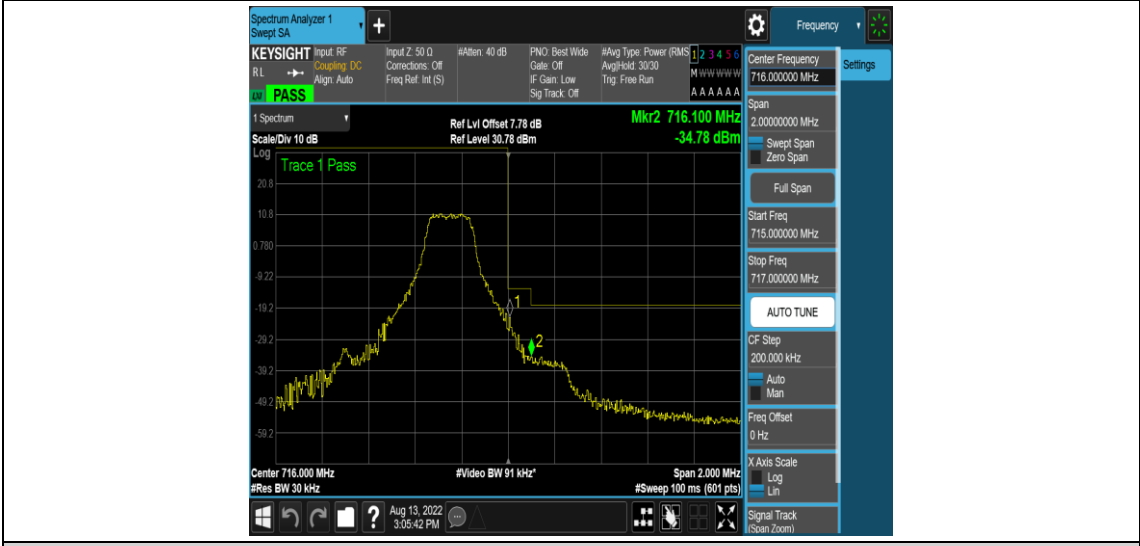 Spectrum Analyzer 1
Swept SA
+
Frequency
KEYSIGHT
RL
PASS
Input: RF
Coupling: DC
Align: Auto
Input Z: 50 Ω
Corrections: Off
Freq Ref: Int (S)
#Atten: 40 dB
PNO: Best Wide
Gate: Off
IF Gain: Low
Sig Track: Off
#Avg Type: Power (RMS
Avg|Hold: 30/30
Trig: Free Run
1 2 3 4 5 6
M W W W W W
A A A A A A
1 Spectrum
Scale/Div 10 dB
Ref Lvl Offset 7.78 dB
Ref Level 30.78 dBm
Mkr2 716.100 MHz
-34.78 dBm
Log
Trace 1 Pass
20.8
10.8
0.780
-9.22
-19.2
-29.2
-39.2
-49.2
-59.2
1
2
Center 716.000 MHz
#Res BW 30 kHz
#Video BW 91 kHz*
Span 2.000 MHz
#Sweep 100 ms (601 pts)
?
Aug 13, 2022
3:05:42 PM
Center Frequency
716.000000 MHz
Settings
Span
2.00000000 MHz
Swept Span
Zero Span
Full Span
Start Freq
715.000000 MHz
Stop Freq
717.000000 MHz
AUTO TUNE
CF Step
200.000 kHz
Auto
Man
Freq Offset
0 Hz
X Axis Scale
Log
Lin
Signal Track
(Span Zoom)